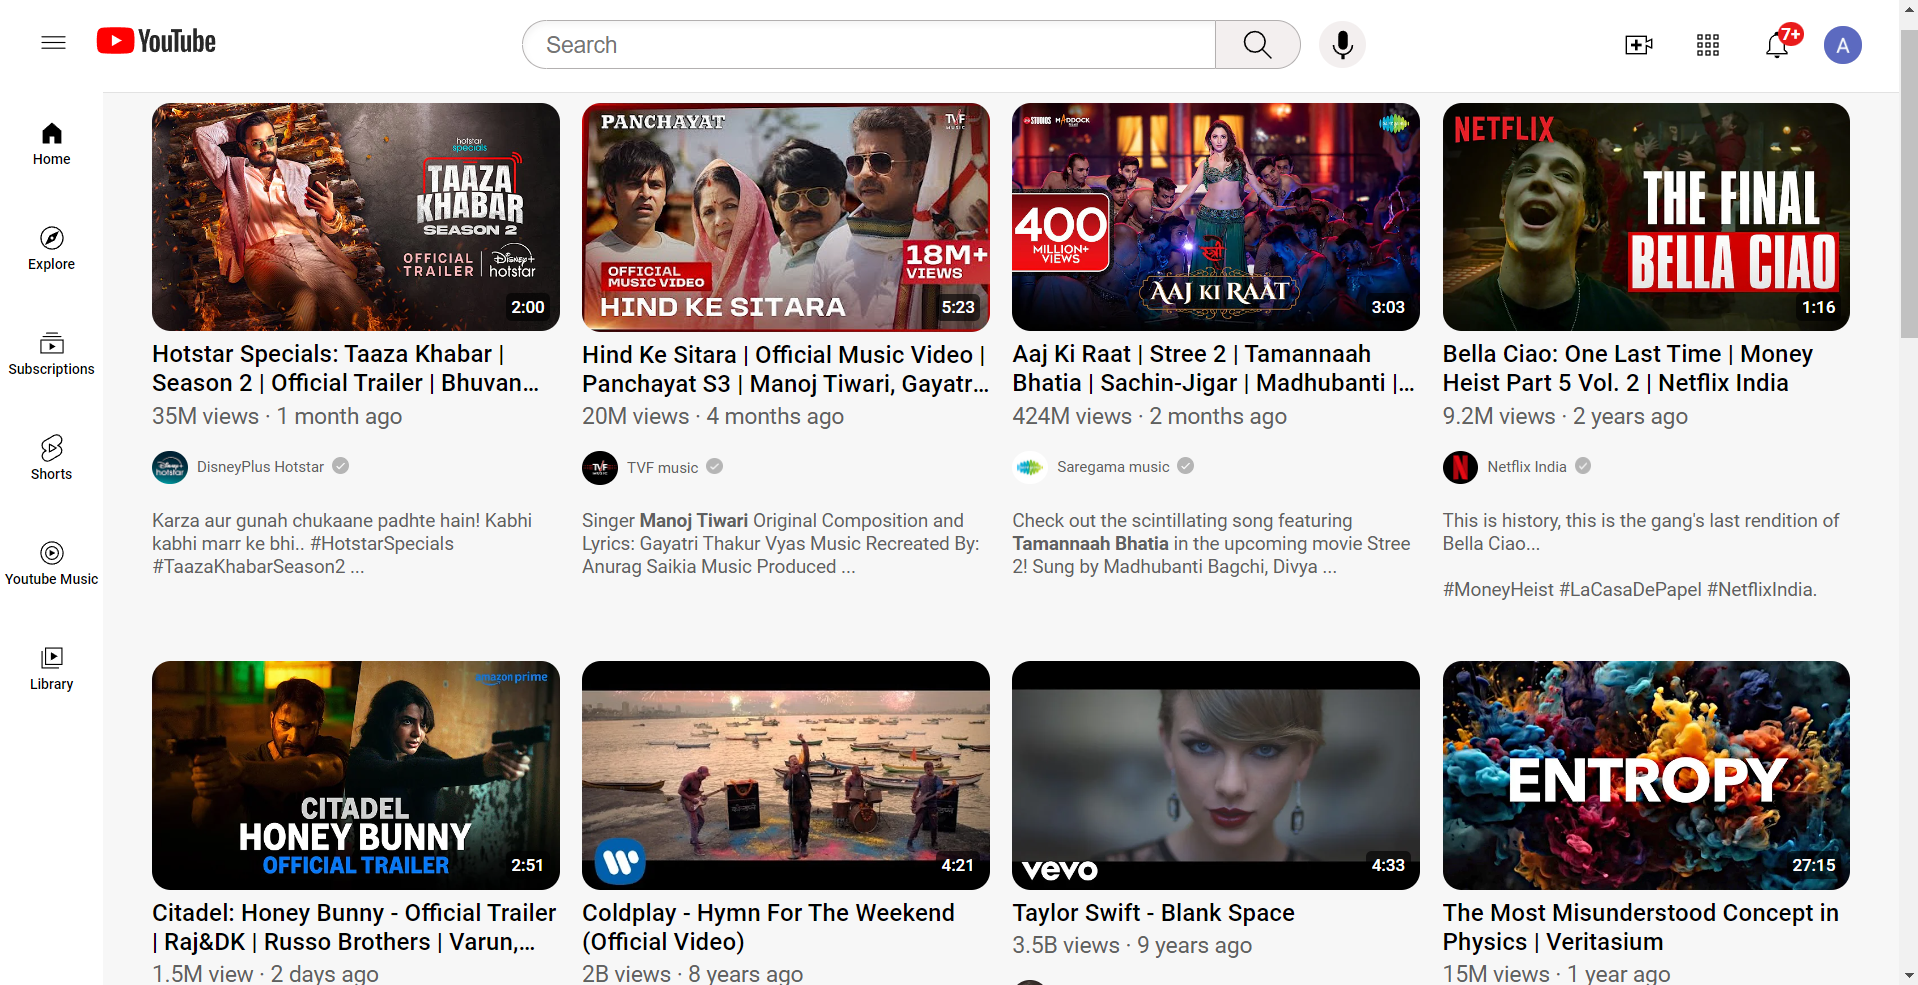 YouTube
Search
7+
A
Home
Explore
Subscriptions
Shorts
Youtube Music
Library
hotstar
specials
TAAZA
KHABAR
SEASON 2
OFFICIAL
TRAILER
Disney+
hotstar
2:00
Hotstar Specials: Taaza Khabar |
Season 2 | Official Trailer | Bhuvan...
35M views · 1 month ago
DisneyPlus Hotstar
Karza aur gunah chukaane padhte hain! Kabhi
kabhi marr ke bhi.. #HotstarSpecials
#TaazaKhabarSeason2 ...
PANCHAYAT
TVF
MUSIC
18M+
VIEWS
OFFICIAL
MUSIC VIDEO
HIND KE SITARA
5:23
Hind Ke Sitara | Official Music Video |
Panchayat S3 | Manoj Tiwari, Gayatr...
20M views · 4 months ago
TVF music
Singer Manoj Tiwari Original Composition and
Lyrics: Gayatri Thakur Vyas Music Recreated By:
Anurag Saikia Music Produced ...
STUDIOS MADDOCK
400
MILLION+
VIEWS
स्त्री
AAJ KI RAAT
3:03
Aaj Ki Raat | Stree 2 | Tamannaah
Bhatia | Sachin-Jigar | Madhubanti |...
424M views · 2 months ago
Saregama music
Check out the scintillating song featuring
Tamannaah Bhatia in the upcoming movie Stree
2! Sung by Madhubanti Bagchi, Divya ...
NETFLIX
THE FINAL
BELLA CIAO
1:16
Bella Ciao: One Last Time | Money
Heist Part 5 Vol. 2 | Netflix India
9.2M views · 2 years ago
N
Netflix India
This is history, this is the gang's last rendition of
Bella Ciao...
#MoneyHeist #LaCasaDePapel #NetflixIndia.
amazon prime
CITADEL
HONEY BUNNY
OFFICIAL TRAILER
2:51
Citadel: Honey Bunny - Official Trailer
| Raj&DK | Russo Brothers | Varun,...
1.5M view · 2 days ago
4:21
Coldplay - Hymn For The Weekend
(Official Video)
2B views · 8 years ago
vevo
4:33
Taylor Swift - Blank Space
3.5B views · 9 years ago
ENTROPY
27:15
The Most Misunderstood Concept in
Physics | Veritasium
15M views · 1 year ago